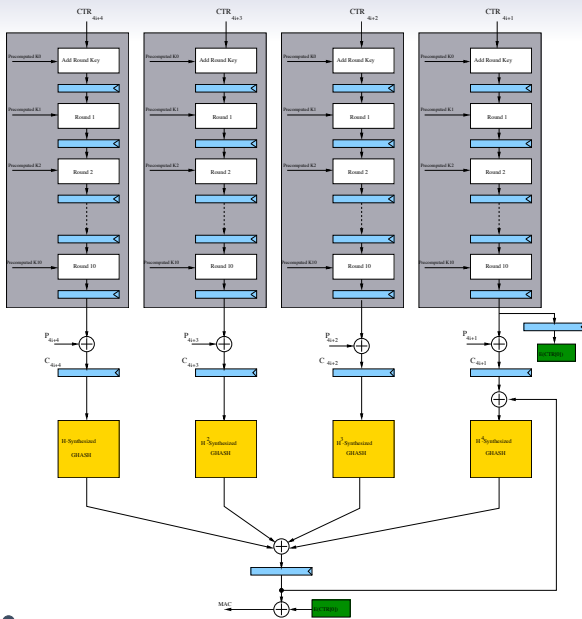 CTR 4i+4 CTR 4i+3 CTR 4i+2 CTR 4i+1
Precomputed K0 Add Round Key Precomputed K0 Add Round Key Precomputed K0 Add Round Key Precomputed K0 Add Round Key
Precomputed K1 Round 1 Precomputed K1 Round 1 Precomputed K1 Round 1 Precomputed K1 Round 1
Precomputed K2 Round 2 Precomputed K2 Round 2 Precomputed K2 Round 2 Precomputed K2 Round 2
Precomputed K10 Round 10 Precomputed K10 Round 10 Precomputed K10 Round 10 Precomputed K10 Round 10
P 4i+4 P 4i+3 P 4i+2 P 4i+1
C 4i+4 C 4i+3 C 4i+2 C 4i+1
H-Synthesized H^2-Synthesized H^3-Synthesized H^4-Synthesized
GHASH GHASH GHASH GHASH
MAC